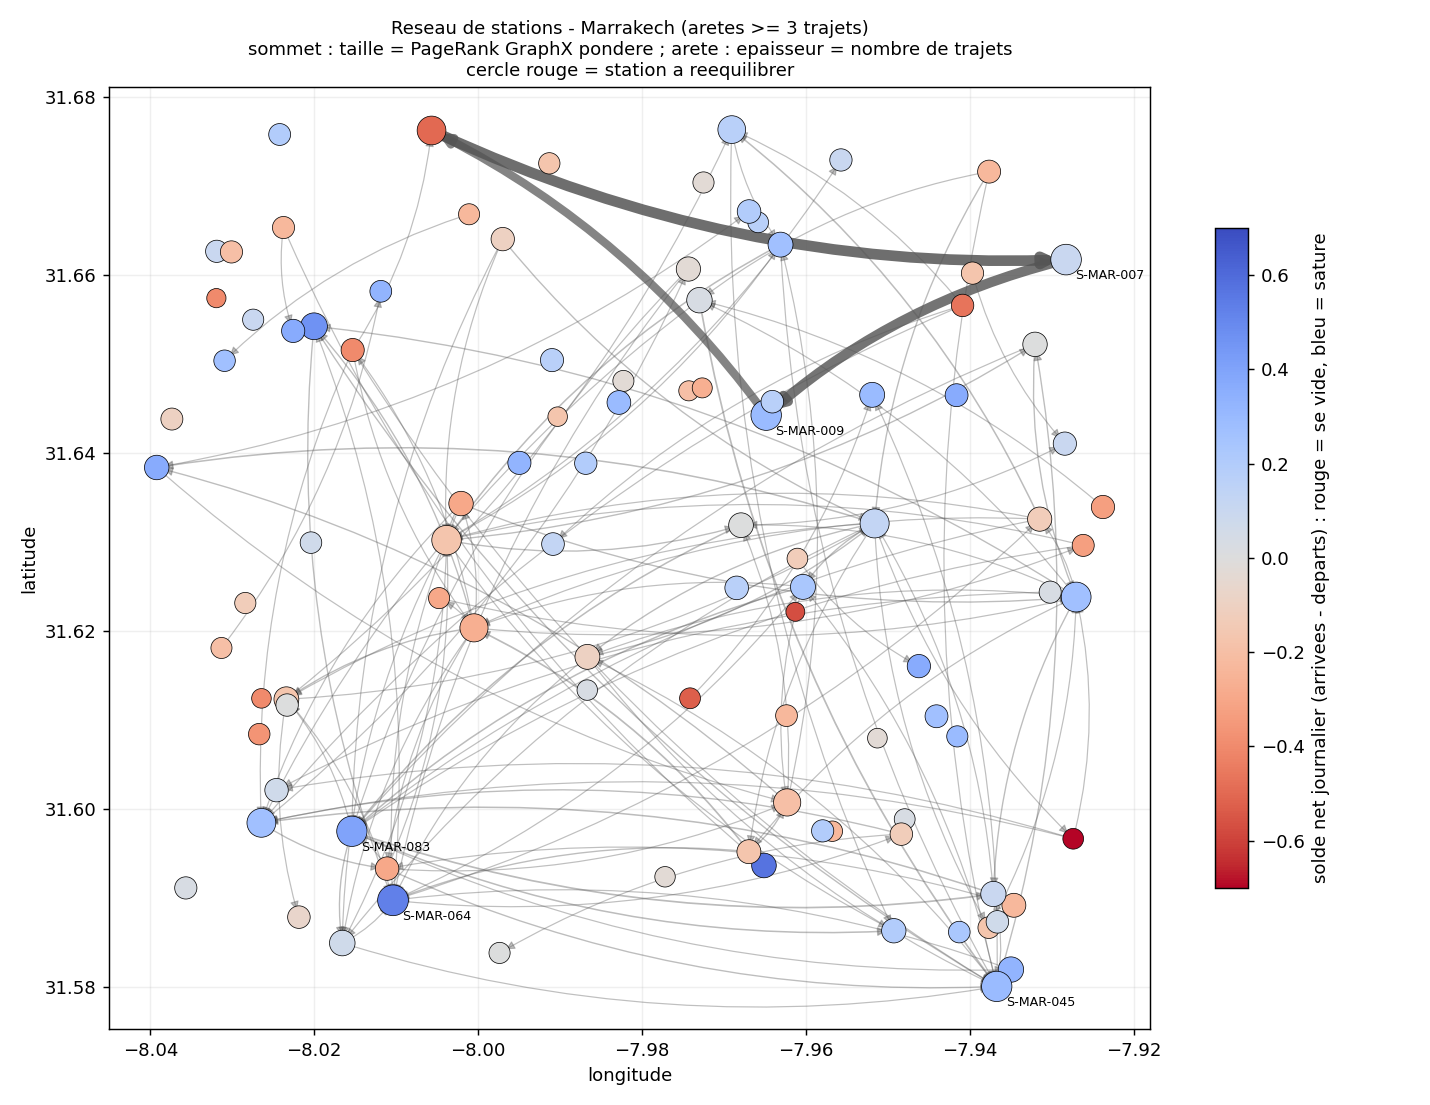 Reseau de stations - Marrakech (aretes >= 3 trajets)
sommet : taille = PageRank GraphX pondere ; arete : epaisseur = nombre de trajets
cercle rouge = station a reequilibrer
31.68
31.66
31.64
31.62
31.60
31.58
latitude
S-MAR-007
S-MAR-009
S-MAR-083
S-MAR-064
S-MAR-045
−8.04
−8.02
−8.00
−7.98
−7.96
−7.94
−7.92
longitude
0.6
0.4
0.2
0.0
−0.2
−0.4
−0.6
solde net journalier (arrivees - departs) : rouge = se vide, bleu = sature